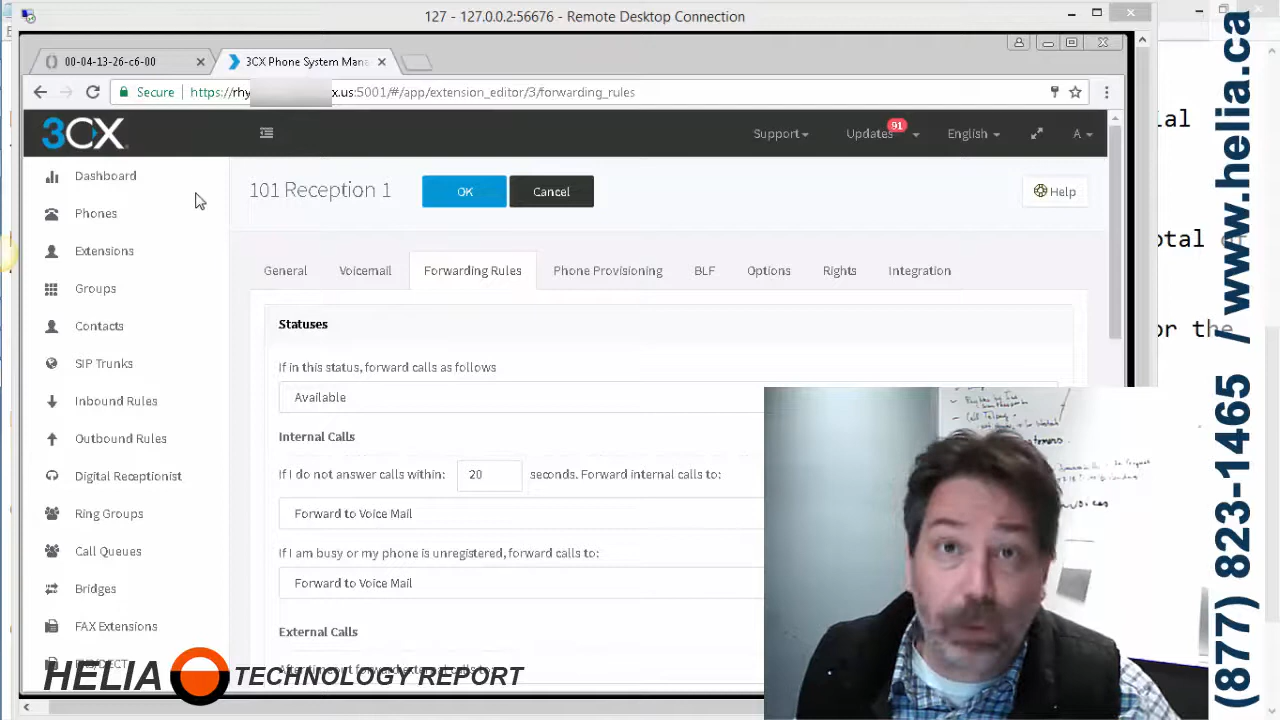 127 - 127.0.0.2:56676 - Remote Desktop Connection
00-04-13-26-c6-00
3CX Phone System Mana
Secure
https://rhy
x.us:5001/#/app/extension_editor/3/forwarding_rules
3CX
Support
Updates
91
English
A
Dashboard
Phones
Extensions
Groups
Contacts
SIP Trunks
Inbound Rules
Outbound Rules
Digital Receptionist
Ring Groups
Call Queues
Bridges
FAX Extensions
101 Reception 1
OK
Cancel
Help
General
Voicemail
Forwarding Rules
Phone Provisioning
BLF
Options
Rights
Integration
Statuses
If in this status, forward calls as follows
Available
Internal Calls
If I do not answer calls within:
20
seconds. Forward internal calls to:
Forward to Voice Mail
If I am busy or my phone is unregistered, forward calls to:
Forward to Voice Mail
External Calls
HELIA TECHNOLOGY REPORT
(877) 823-1465 / www.helia.ca